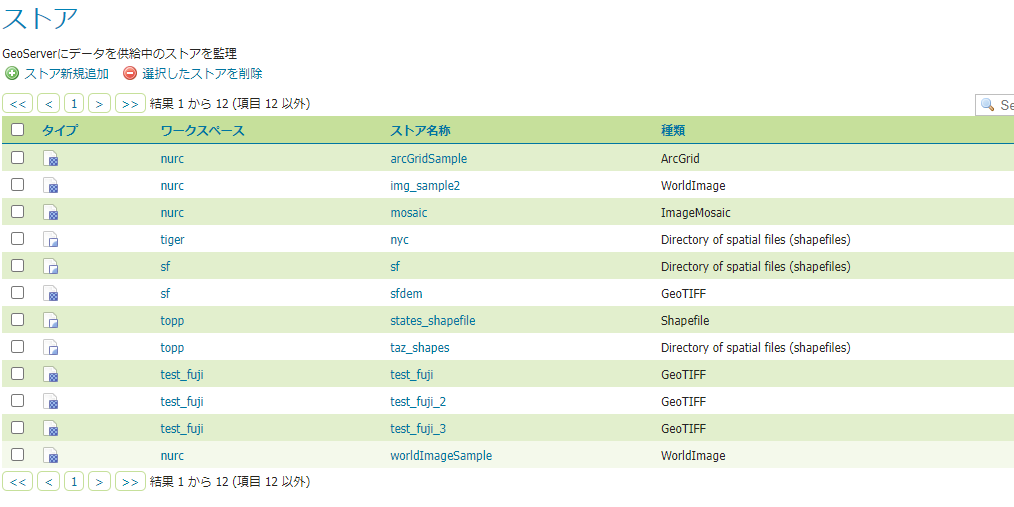 ストア
GeoServerにデータを供給中のストアを監理
ストア新規追加 選択したストアを削除
<< < 1 > >> 結果 1 から 12 (項目 12 以外) Se
タイプ ワークスペース ストア名称 種類
nurc arcGridSample ArcGrid
nurc img_sample2 WorldImage
nurc mosaic ImageMosaic
tiger nyc Directory of spatial files (shapefiles)
sf sf Directory of spatial files (shapefiles)
sf sfdem GeoTIFF
topp states_shapefile Shapefile
topp taz_shapes Directory of spatial files (shapefiles)
test_fuji test_fuji GeoTIFF
test_fuji test_fuji_2 GeoTIFF
test_fuji test_fuji_3 GeoTIFF
nurc worldImageSample WorldImage
<< < 1 > >> 結果 1 から 12 (項目 12 以外)